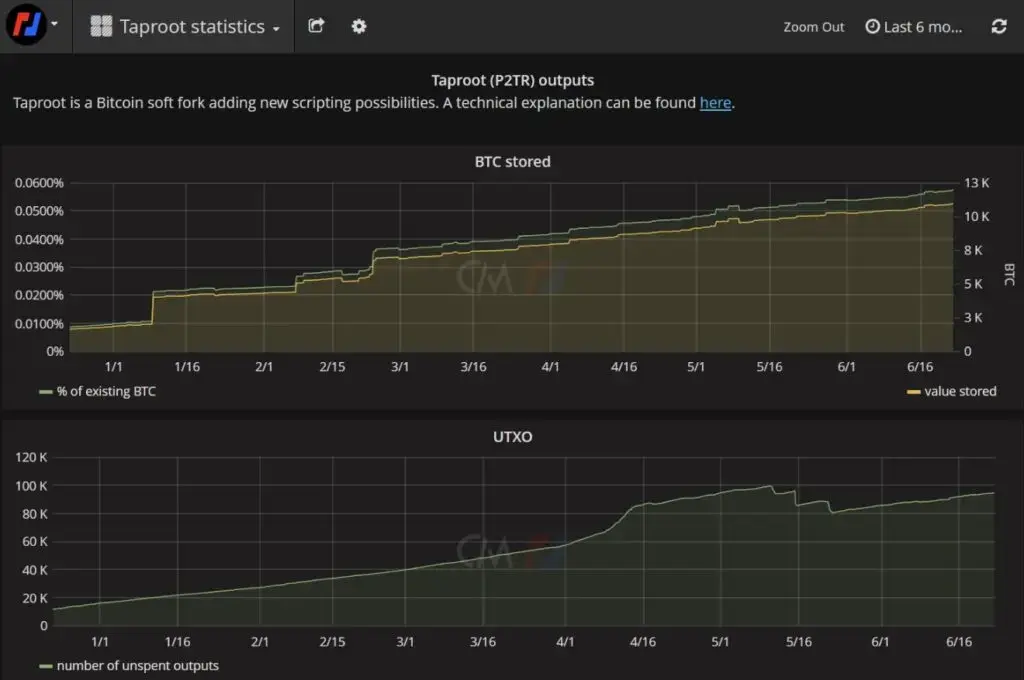 Taproot statistics
Zoom Out
Last 6 mo...
Taproot (P2TR) outputs
Taproot is a Bitcoin soft fork adding new scripting possibilities. A technical explanation can be found here.
BTC stored
0.0600%
0.0500%
0.0400%
0.0300%
0.0200%
0.0100%
0%
13 K
10 K
8 K
5 K
3 K
0
BTC
CM
1/1 1/16 2/1 2/15 3/1 3/16 4/1 4/16 5/1 5/16 6/1 6/16
% of existing BTC
value stored
UTXO
120 K
100 K
80 K
60 K
40 K
20 K
0
CM
1/1 1/16 2/1 2/15 3/1 3/16 4/1 4/16 5/1 5/16 6/1 6/16
number of unspent outputs